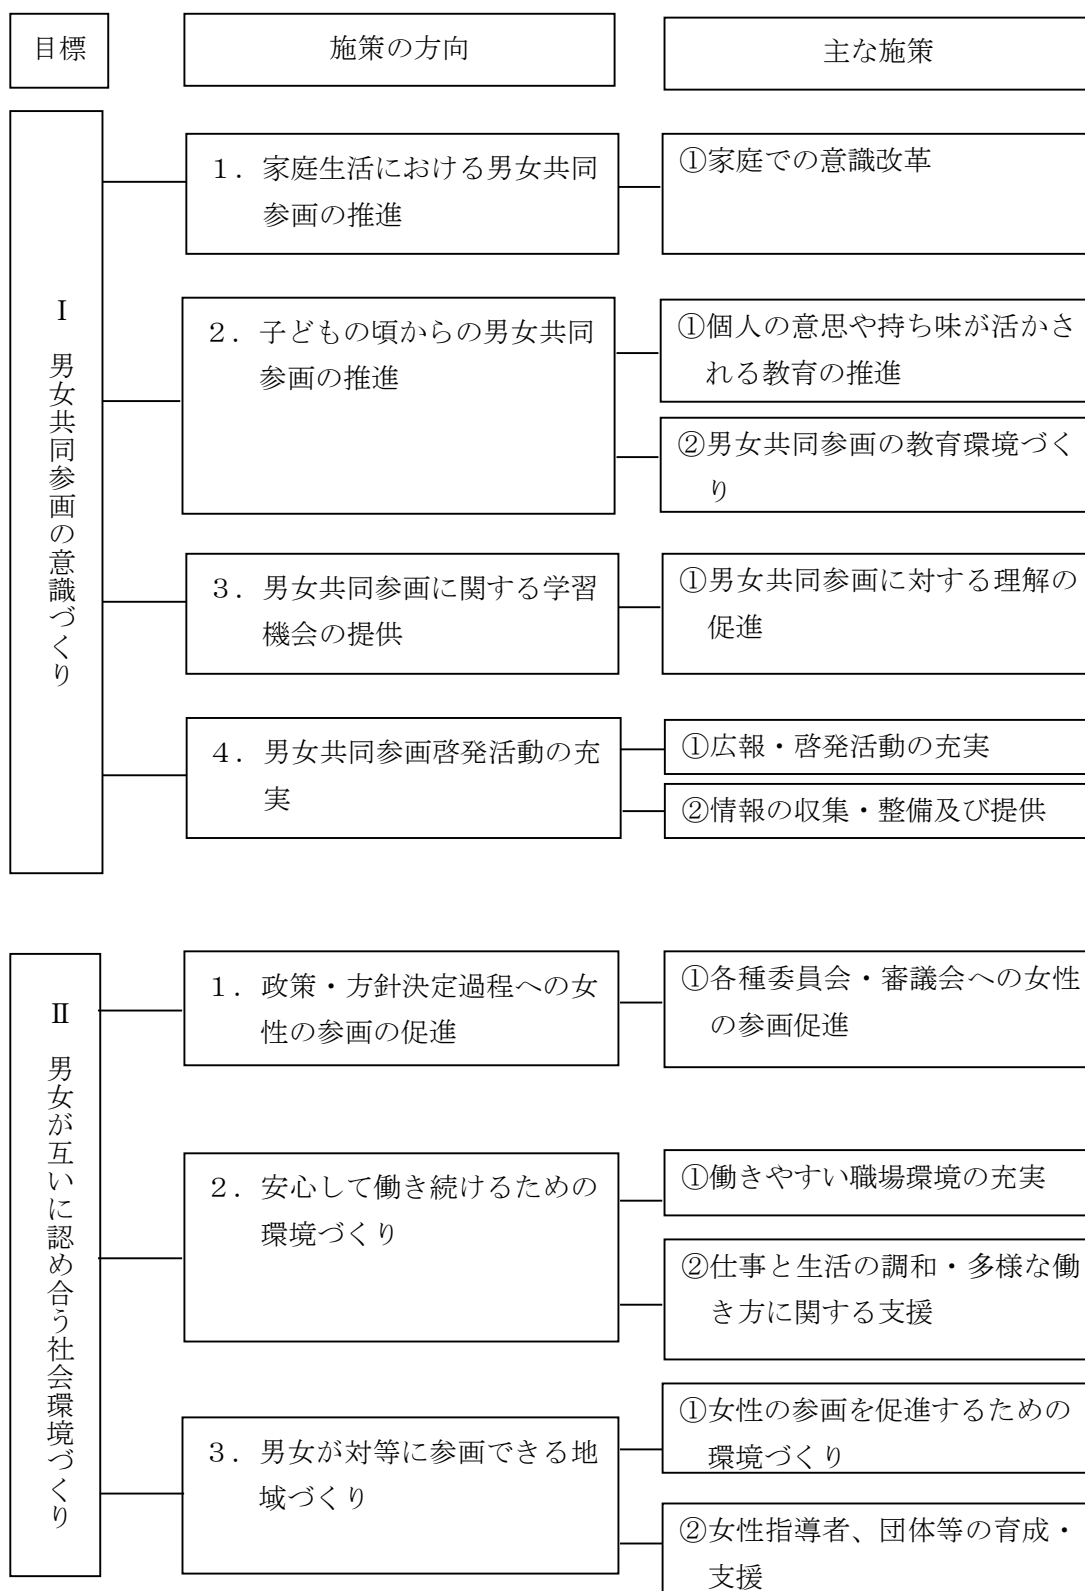 目標
施策の方向
主な施策
Ⅰ 男女共同参画の意識づくり
１．家庭生活における男女共同
参画の推進
①家庭での意識改革
２．子どもの頃からの男女共同
参画の推進
①個人の意思や持ち味が活かさ
れる教育の推進
②男女共同参画の教育環境づく
り
３．男女共同参画に関する学習
機会の提供
①男女共同参画に対する理解の
促進
４．男女共同参画啓発活動の充
実
①広報・啓発活動の充実
②情報の収集・整備及び提供
Ⅱ 男女が互いに認め合う社会環境づくり
１．政策・方針決定過程への女
性の参画の促進
①各種委員会・審議会への女性
の参画促進
２．安心して働き続けるための
環境づくり
①働きやすい職場環境の充実
②仕事と生活の調和・多様な働
き方に関する支援
３．男女が対等に参画できる地
域づくり
①女性の参画を促進するための
環境づくり
②女性指導者、団体等の育成・
支援